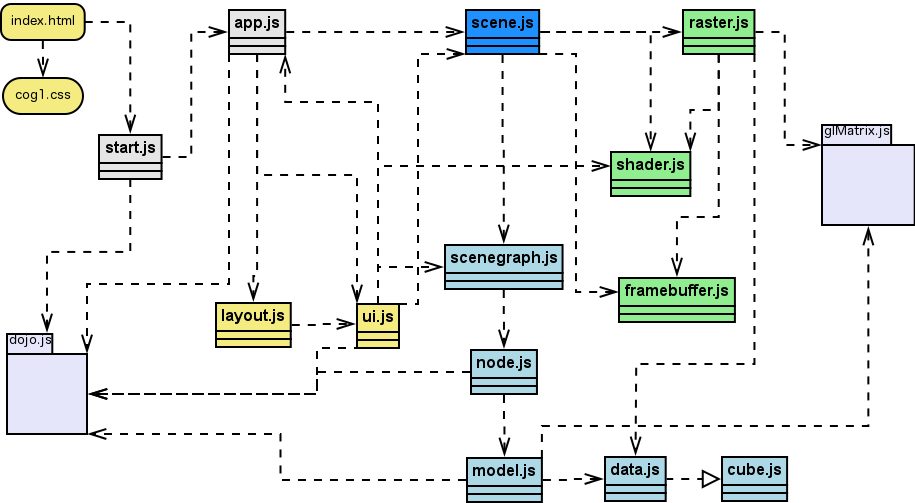 index.html
app.js
scene.js
raster.js
cog1.css
glMatrix.js
start.js
shader.js
scenegraph.js
framebuffer.js
layout.js
ui.js
dojo.js
node.js
model.js
data.js
cube.js